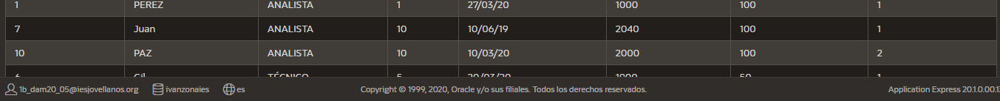 1 PEREZ ANALISTA 1 27/03/20 1000 100 1
7 Juan ANALISTA 10 10/06/19 2040 100 1
10 PAZ ANALISTA 10 10/03/20 2000 100 2
6 Gil TÉCNICO 5 20/03/20 1000 50 1
1b_dam20_05@iesjovellanos.org ivanzonaies es Copyright © 1999, 2020, Oracle y/o sus filiales. Todos los derechos reservados. Application Express 20.1.0.00.1